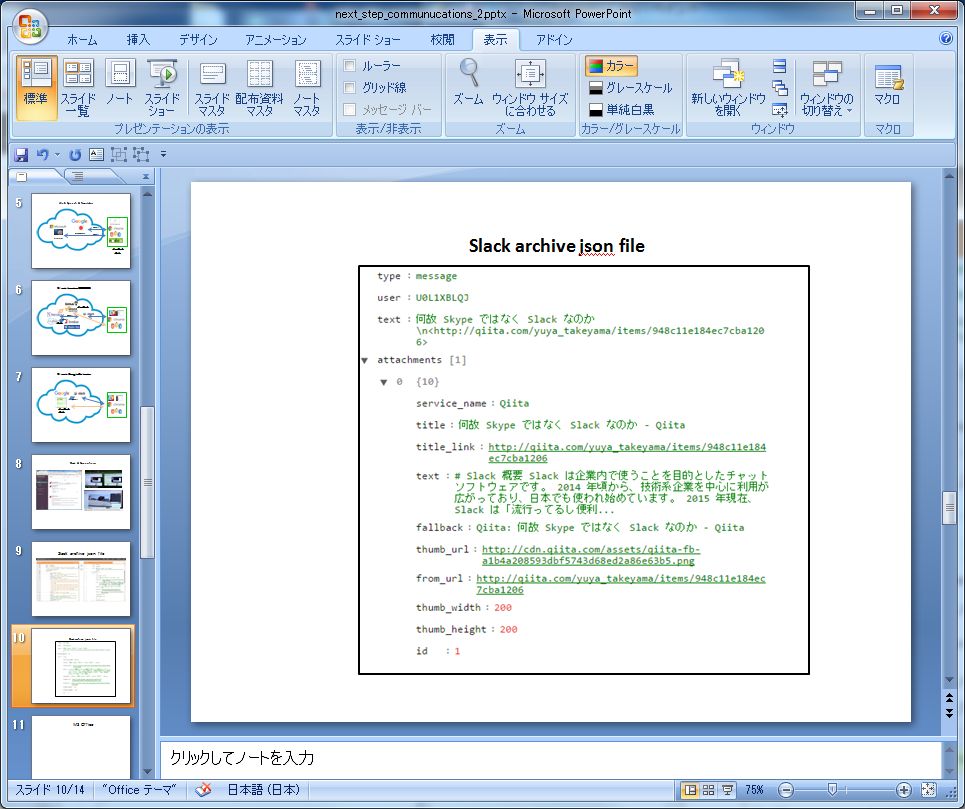 next_step_communucations_2pptx - Microsoft PowerPoint
ホーム 挿入 デザイン アニメーション スライド ショー 校閲 表示 アドイン
標準
スライド一覧
ノート
スライドショー
スライドマスタ
配布資料マスタ
ノートマスタ
プレゼンテーションの表示
ルーラー
グリッド線
メッセージ バー
表示/非表示
ズーム
ウィンドウ サイズに合わせる
ズーム
カラー
グレースケール
単純白黒
カラー/グレースケール
新しいウィンドウを開く
ウィンドウの切り替え
ウィンドウ
マクロ
マクロ
5
6
7
8
9
Slack archive json file
10
11
MS Office
Slack archive json file
type : message
user : U0L1XBLQJ
text : 何故 Skype ではなく Slack なのか
\n<http://qiita.com/yuya_takeyama/items/948c11e184ec7cba120
6>
attachments [1]
0 {10}
service_name : Qiita
title : 何故 Skype ではなく Slack なのか - Qiita
title_link : http://qiita.com/yuya_takeyama/items/948c11e184
ec7cba1206
text : # Slack 概要 Slack は企業内で使うことを目的としたチャット
ソフトウェアです。 2014 年頃から、技術系企業を中心に利用が
広がっており、日本でも使われ始めています。 2015 年現在、
Slack は「流行ってるし便利...
fallback : Qiita: 何故 Skype ではなく Slack なのか - Qiita
thumb_url : http://cdn.qiita.com/assets/qiita-fb-
a1b4a208593dbf5743d68ed2a86e63b5.png
from_url : http://qiita.com/yuya_takeyama/items/948c11e184ec
7cba1206
thumb_width : 200
thumb_height : 200
id : 1
クリックしてノートを入力
スライド 10/14 "Office テーマ" 日本語 (日本) 75%